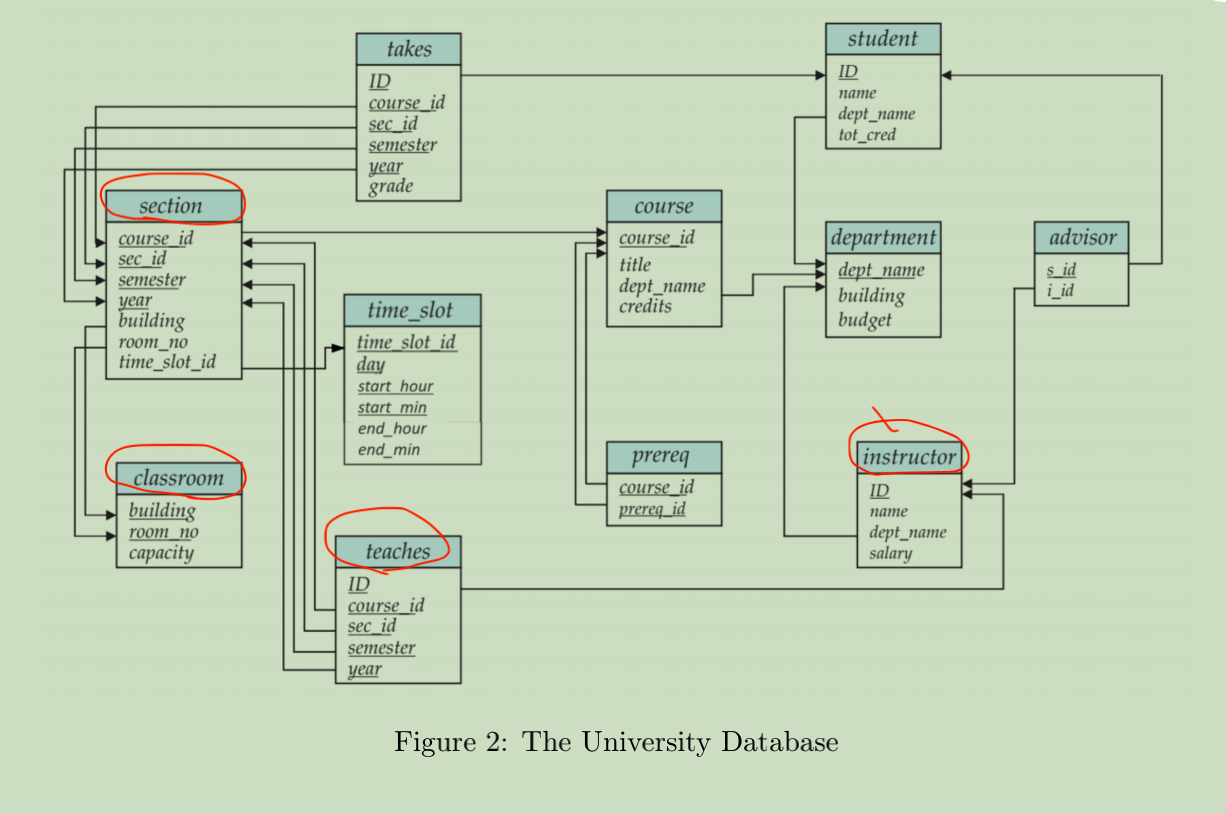 takes
ID
course_id
sec_id
semester
year
grade
student
ID
name
dept_name
tot_cred
section
course_id
sec_id
semester
year
building
room_no
time_slot_id
course
course_id
title
dept_name
credits
department
dept_name
building
budget
advisor
s_id
i_id
time_slot
time_slot_id
day
start_hour
start_min
end_hour
end_min
classroom
building
room_no
capacity
prereq
course_id
prereq_id
instructor
ID
name
dept_name
salary
teaches
ID
course_id
sec_id
semester
year
Figure 2: The University Database